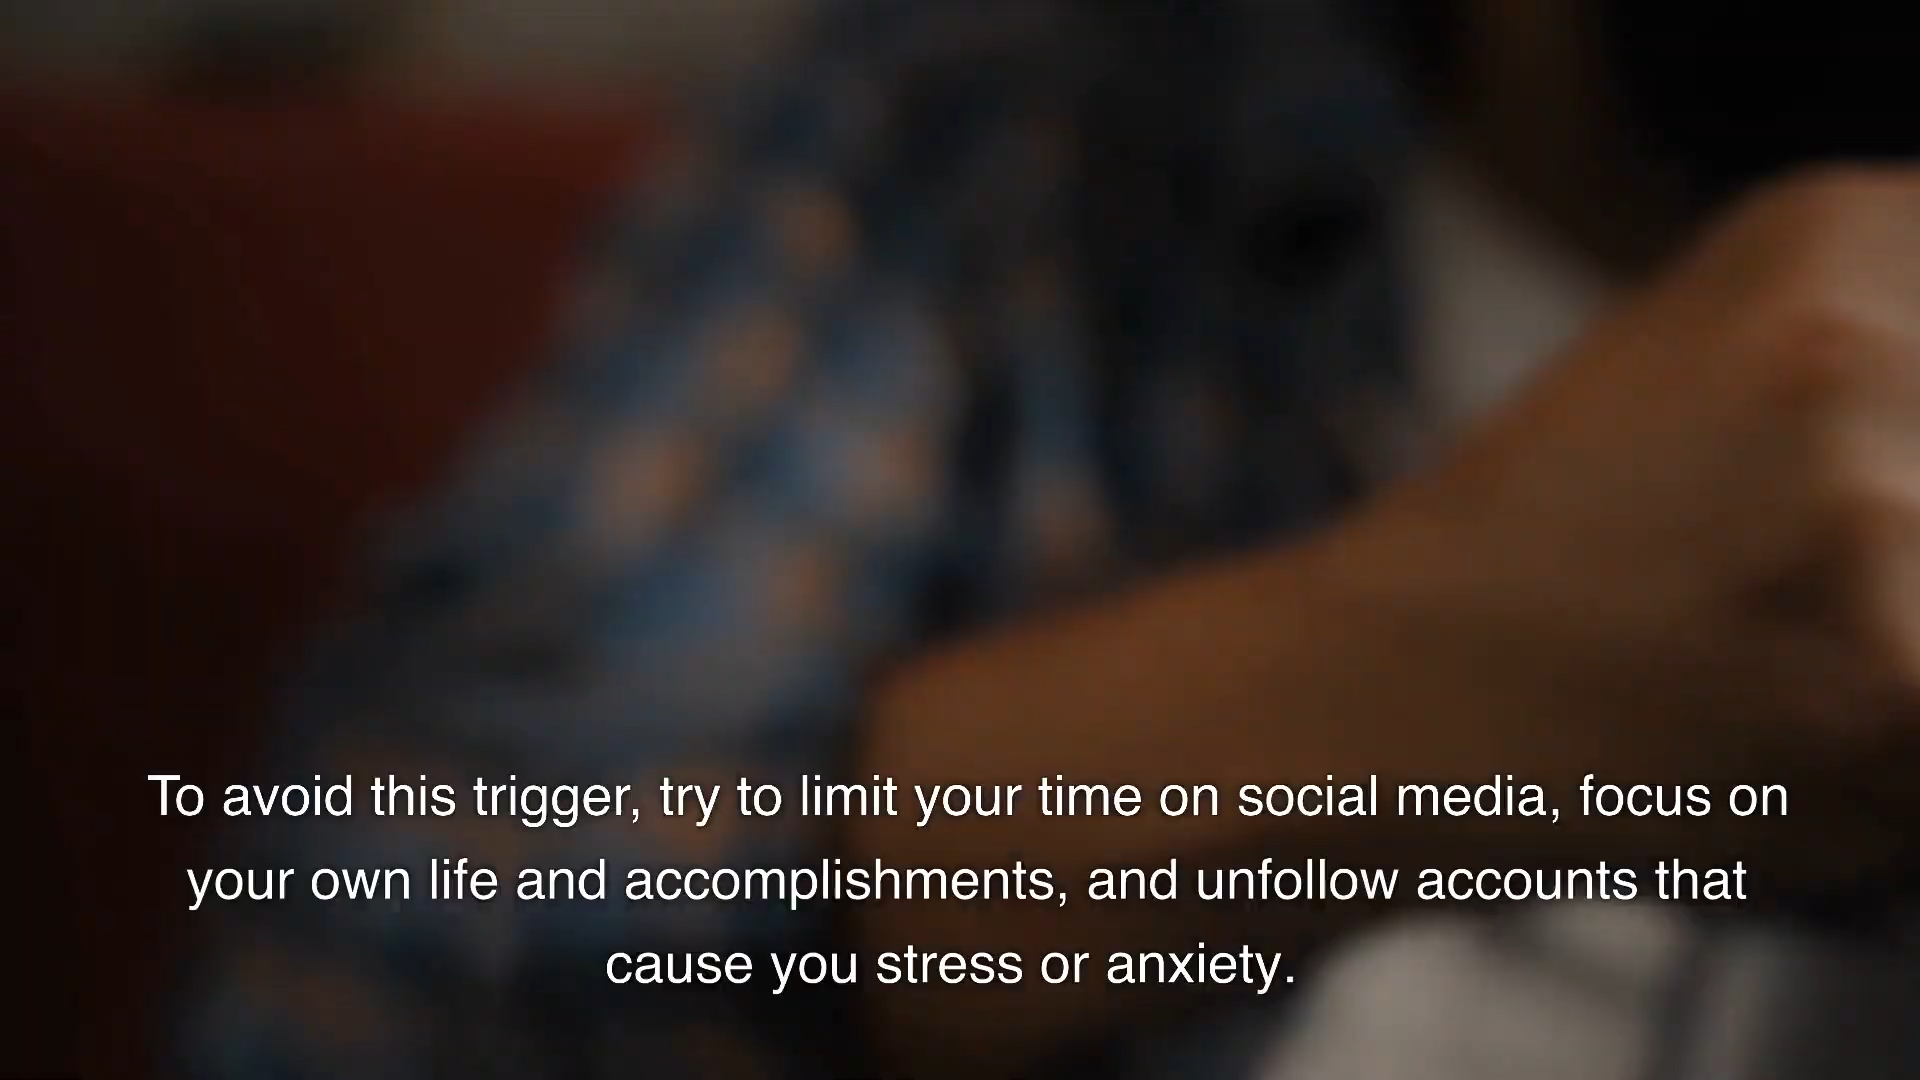 To avoid this trigger, try to limit your time on social media, focus on
your own life and accomplishments, and unfollow accounts that
cause you stress or anxiety.